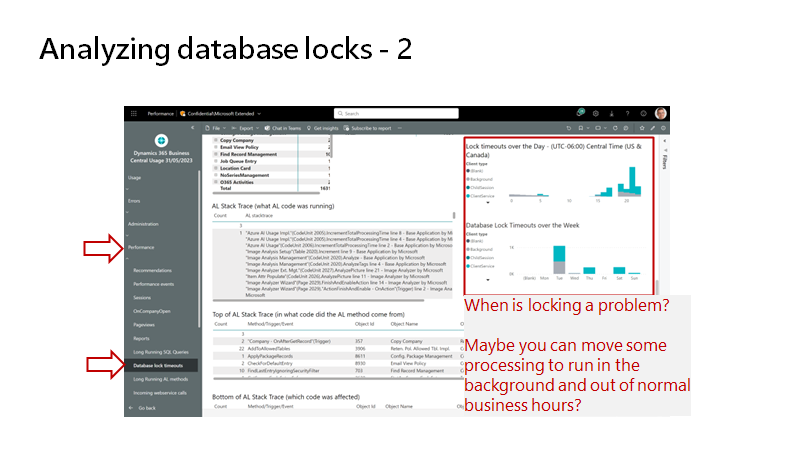 Analyzing database locks - 2
Performance
Confidential\Microsoft Extended
Search
Dynamics 365 Business
Central Usage 31/05/2023
Usage
Errors
Administration
Performance
Recommendations
Performance events
Sessions
OnCompanyOpen
Pageviews
Reports
Long Running SQL Queries
Database lock timeouts
Long Running AL methods
Incoming webservice calls
Go back
File
Export
Chat in Teams
Get insights
Subscribe to report
Copy Company
Email View Policy
Find Record Management
Job Queue Entry
Location Card
NoSeriesManagement
O365 Activities
Total 1631
AL Stack Trace (what AL code was running)
Count AL stacktrace
3
1 "Azure AI Usage Impl."(CodeUnit 2005).IncrementTotalProcessingTime line 8 - Base Application by M
"Azure AI Usage Impl."(CodeUnit 2005).IncrementTotalProcessingTime line 4 - Base Application by M
"Azure AI Usage"(CodeUnit 2006).IncrementTotalProcessingTime line 2 - Base Application by Micros
"Image Analysis Setup"(Table 2020).Increment line 9 - Base Application by Microsoft
"Image Analysis Management"(CodeUnit 2020).Analyze - Base Application by Microsoft
"Image Analysis Management"(CodeUnit 2020).AnalyzeTags line 4 - Base Application by Microsoft
"Image Analyzer Ext. Mgt."(CodeUnit 2027).AnalyzePicture line 21 - Image Analyzer by Microsoft
"Item Attr Populate"(CodeUnit 2026).AnalyzePicture line 11 - Image Analyzer by Microsoft
"Image Analyzer Wizard"(Page 2029).FinishAndEnableAction line 14 - Image Analyzer by Microsoft
"Image Analyzer Wizard"(Page 2029)."ActionFinishAndEnable - OnAction"(Trigger) line 2 - Image Ana
Microsoft
Top of AL Stack Trace (in what code did the AL method come from)
Count Method/Trigger/Event Object Id Object Name
3
2 "Company - OnAfterGetRecord"(Trigger) 357 Copy Company
22 AddToAllowedTables 3906 Reten. Pol. Allowed Tbl. Impl.
1 ApplyPackageRecords 8611 Config. Package Management
2 CheckForDefaultEntry 8930 Email View Policy
10 FindLastEntryIgnoringSecurityFilter 703 Find Record Management
Bottom of AL Stack Trace (which code was affected)
Count Method/Trigger/Event Object Id Object Name
Lock timeouts over the Day - (UTC-06:00) Central Time (US &
Canada)
Client type
(Blank)
Background
ChildSession
ClientService
0 5 10 15 20
Database Lock Timeouts over the Week
Client type
(Blank)
Background
ChildSession
ClientService
(Blank) Mon Tue Wed Thu Fri Sat Sun
Filters
When is locking a problem?
Maybe you can move some
processing to run in the
background and out of normal
business hours?